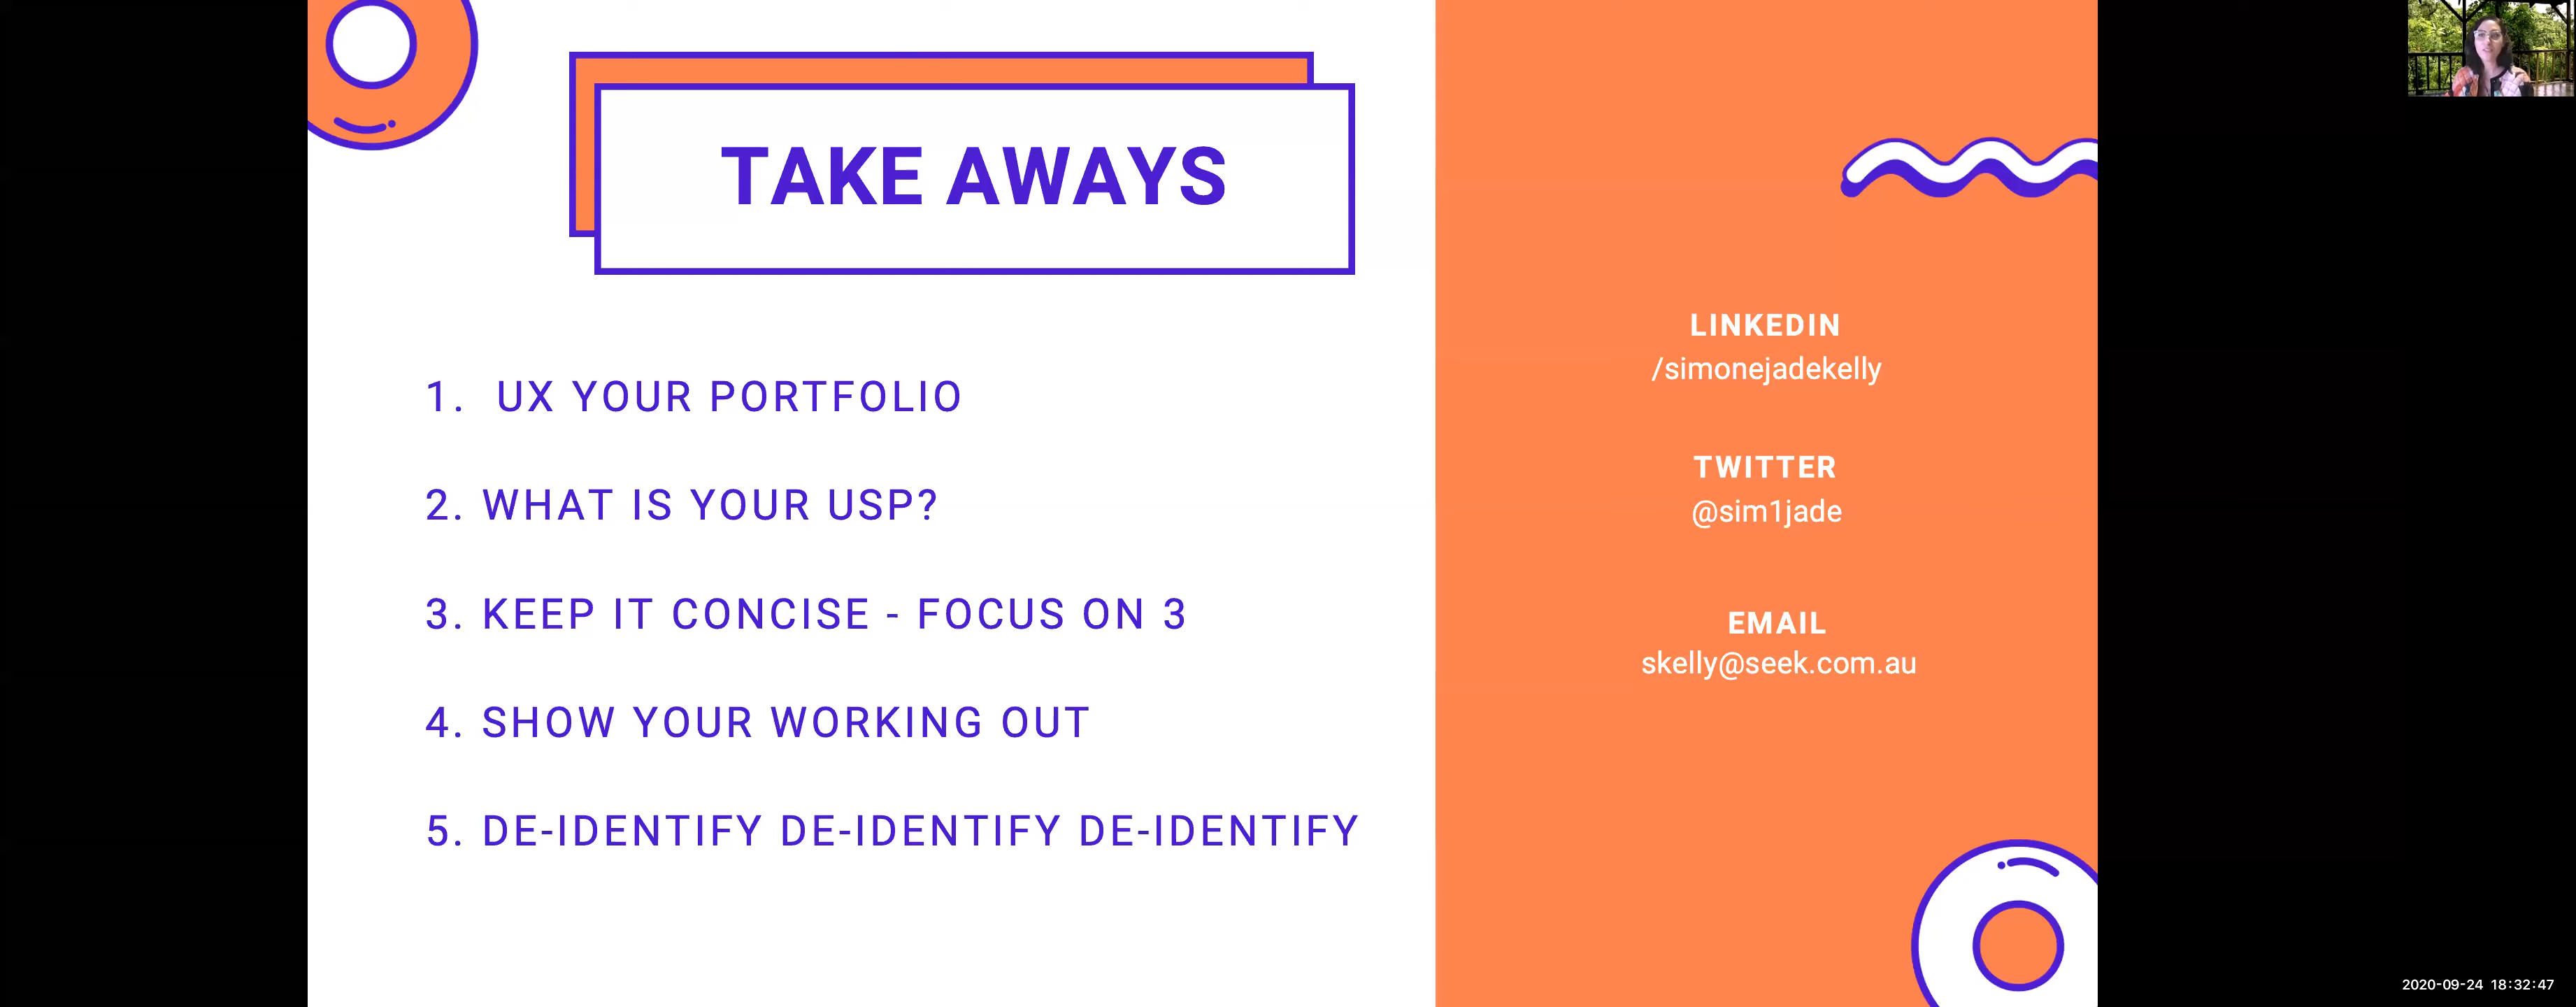 TAKE AWAYS
1. UX YOUR PORTFOLIO
2. WHAT IS YOUR USP?
3. KEEP IT CONCISE - FOCUS ON 3
4. SHOW YOUR WORKING OUT
5. DE-IDENTIFY DE-IDENTIFY DE-IDENTIFY
LINKEDIN
/simonejadekelly
TWITTER
@sim1jade
EMAIL
skelly@seek.com.au
2020-09-24 18:32:47